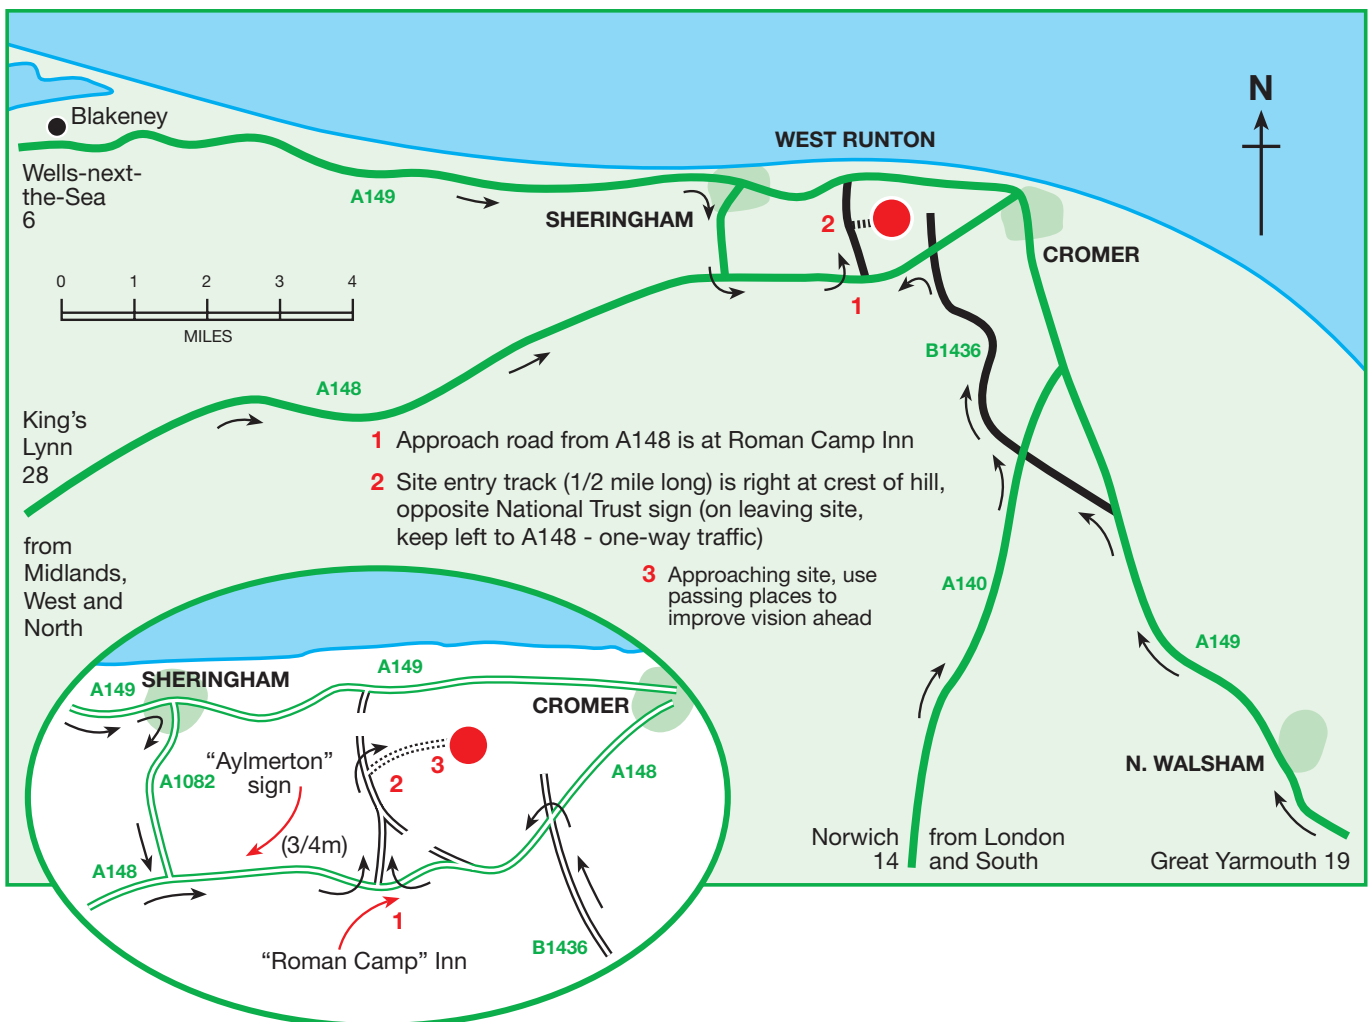 N
Blakeney
WEST RUNTON
Wells-next-
the-Sea
6
A149
SHERINGHAM
2
CROMER
0 1 2 3 4
MILES
1
B1436
A148
King's
Lynn
28
1 Approach road from A148 is at Roman Camp Inn
2 Site entry track (1/2 mile long) is right at crest of hill,
opposite National Trust sign (on leaving site,
keep left to A148 - one-way traffic)
from
Midlands,
West and
North
3 Approaching site, use
passing places to
improve vision ahead
A140
A149
N. WALSHAM
Norwich
14
from London
and South
Great Yarmouth 19
A149
SHERINGHAM
A149
CROMER
"Aylmerton"
sign
A1082
2
3
A148
(3/4m)
A148
1
"Roman Camp" Inn
B1436